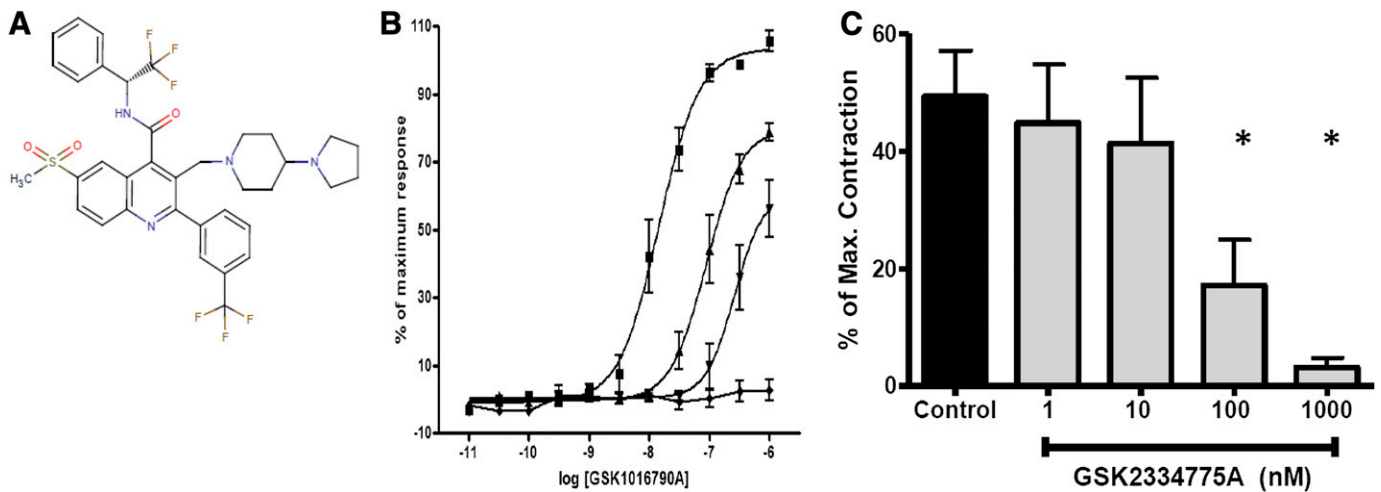 A
F
F
F
HN
O
O
O
S
H₃C
N
N
N
F
F
F
B
% of maximum response
110
90
70
50
30
10
-10
-11 -10 -9 -8 -7 -6
log [GSK1016790A]
C
% of Max. Contraction
60
40
20
0
* *
Control 1 10 100 1000
GSK2334775A (nM)